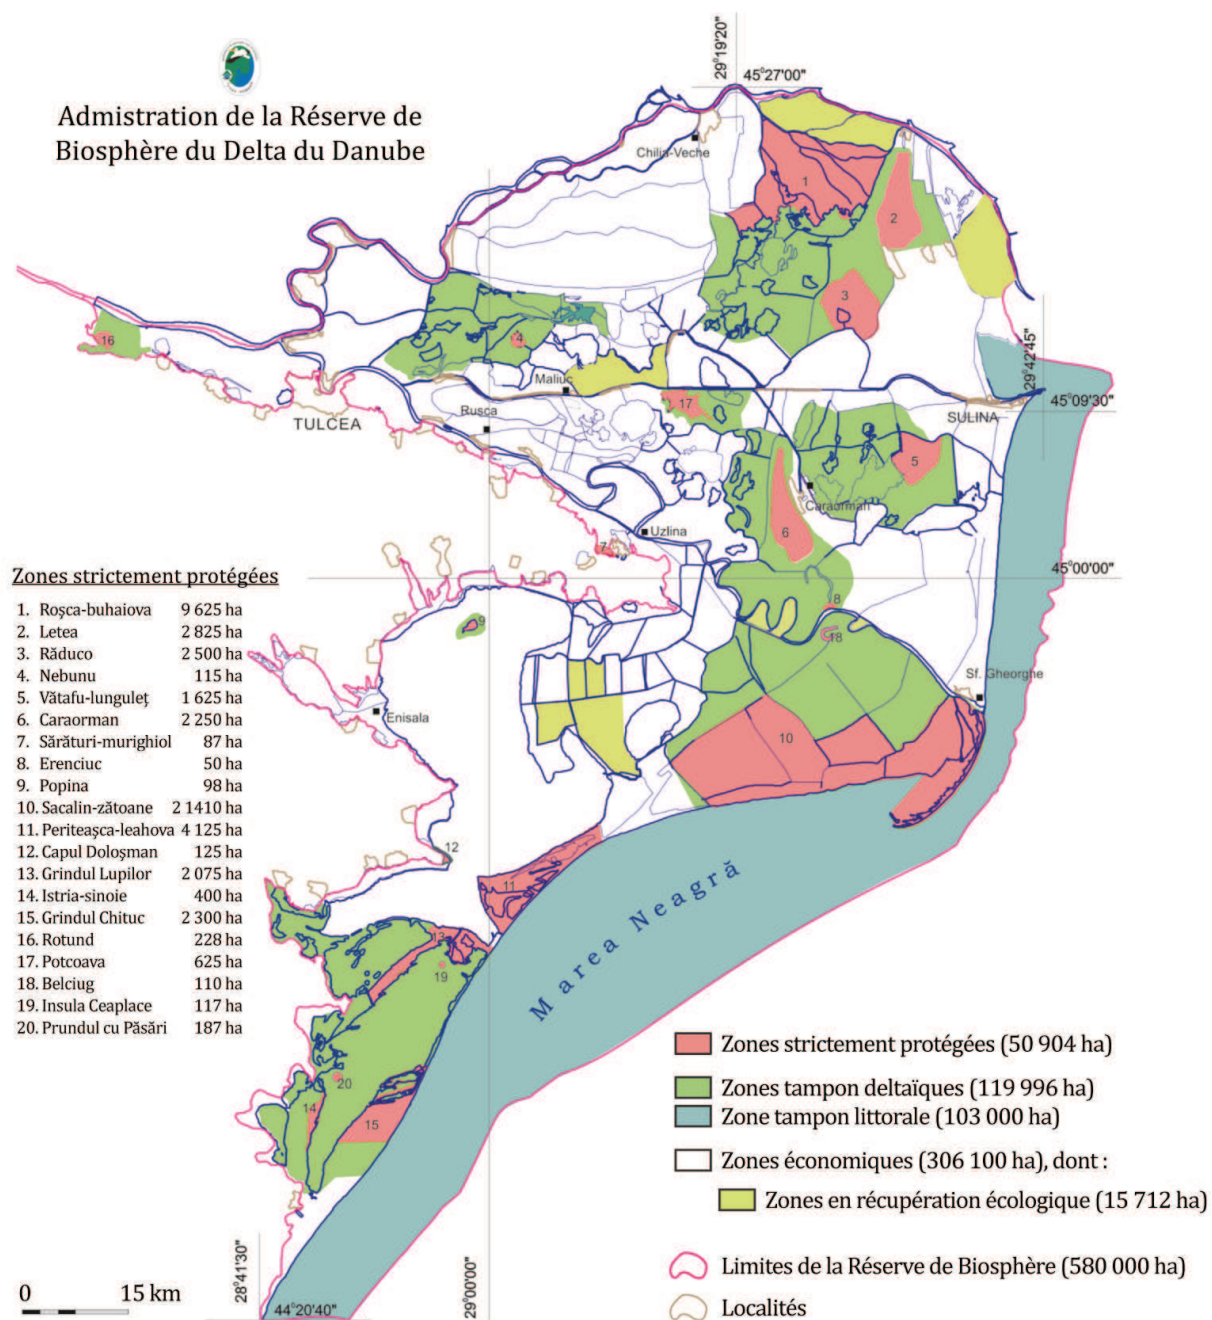 Admistration de la Réserve de
Biosphère du Delta du Danube
29°19'20"
45°27'00"
Chilia-Veche
1
2
3
4
16
29°42'45"
Maliuc
17
45°09'30"
SULINA
TULCEA
Rusca
5
Caraorman
6
Uzlina
7
45°00'00"
8
9
18
Sf. Gheorghe
Enisala
10
12
11
13
19
20
14
15
Marea Neagră
Zones strictement protégées
1. Roşca-buhaiova 9 625 ha
2. Letea 2 825 ha
3. Răduco 2 500 ha
4. Nebunu 115 ha
5. Vătafu-lunguleţ 1 625 ha
6. Caraorman 2 250 ha
7. Sărături-murighiol 87 ha
8. Erenciuc 50 ha
9. Popina 98 ha
10. Sacalin-zătoane 2 1410 ha
11. Periteaşca-leahova 4 125 ha
12. Capul Doloşman 125 ha
13. Grindul Lupilor 2 075 ha
14. Istria-sinoie 400 ha
15. Grindul Chituc 2 300 ha
16. Rotund 228 ha
17. Potcoava 625 ha
18. Belciug 110 ha
19. Insula Ceaplace 117 ha
20. Prundul cu Păsări 187 ha
Zones strictement protégées (50 904 ha)
Zones tampon deltaïques (119 996 ha)
Zone tampon littorale (103 000 ha)
Zones économiques (306 100 ha), dont :
Zones en récupération écologique (15 712 ha)
Limites de la Réserve de Biosphère (580 000 ha)
Localités
0 15 km
28°41'30"
44°20'40"
29°00'00"